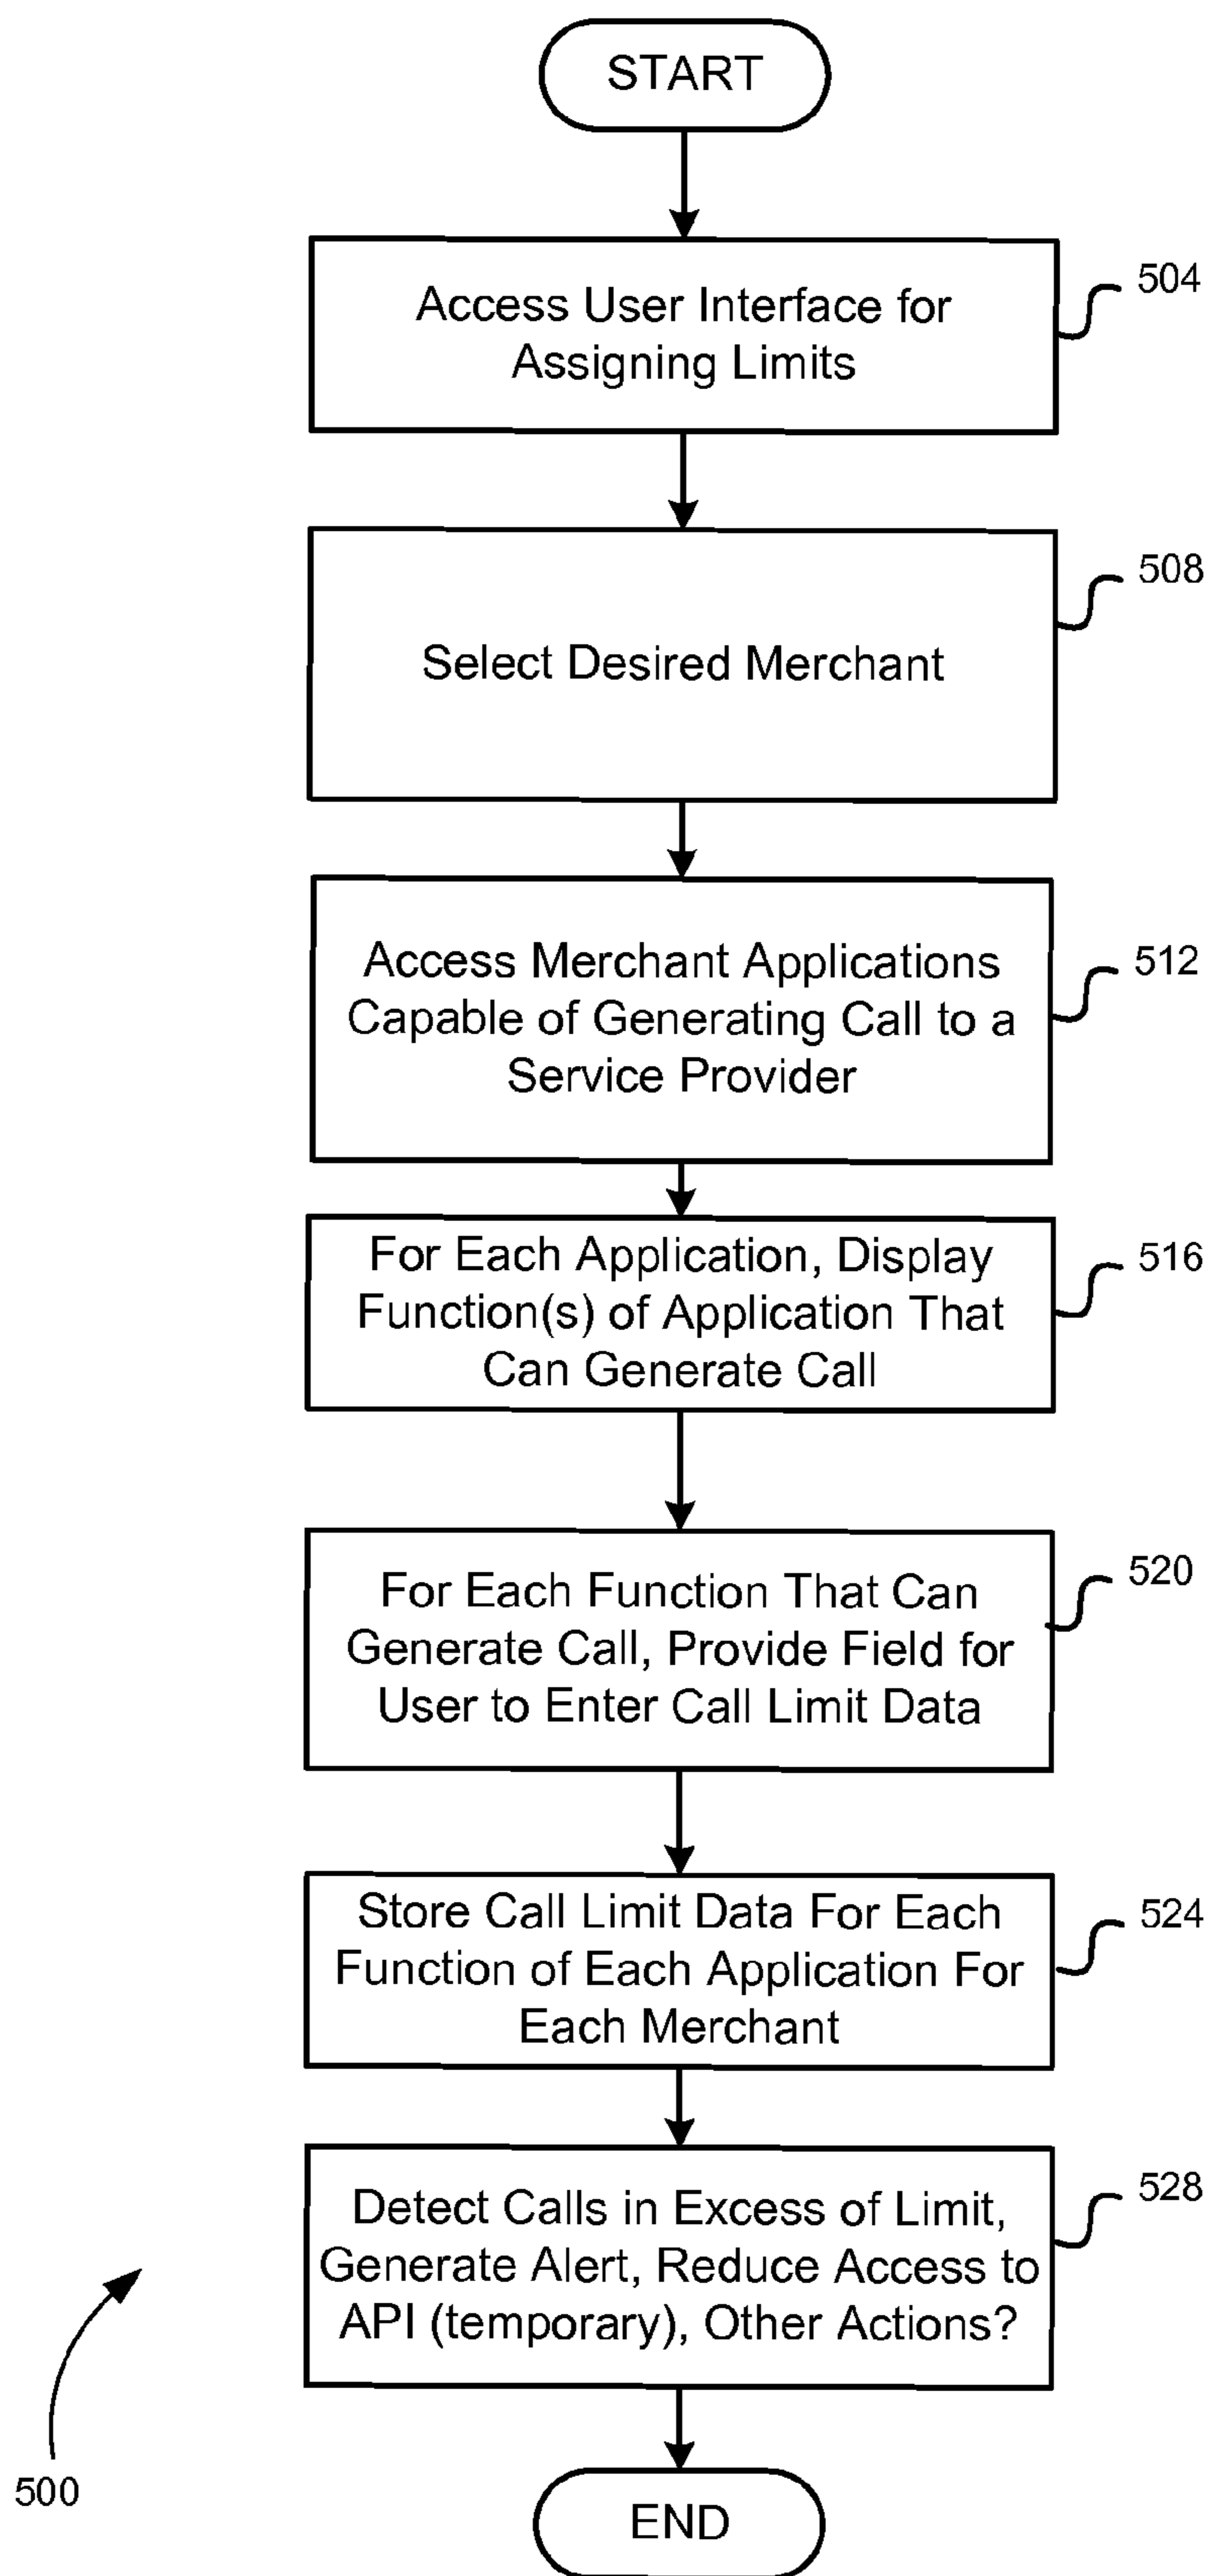 START
Access User Interface for
Assigning Limits
504
Select Desired Merchant
508
Access Merchant Applications
Capable of Generating Call to a
Service Provider
512
For Each Application, Display
Function(s) of Application That
Can Generate Call
516
For Each Function That Can
Generate Call, Provide Field for
User to Enter Call Limit Data
520
Store Call Limit Data For Each
Function of Each Application For
Each Merchant
524
Detect Calls in Excess of Limit,
Generate Alert, Reduce Access to
API (temporary), Other Actions?
528
500
END